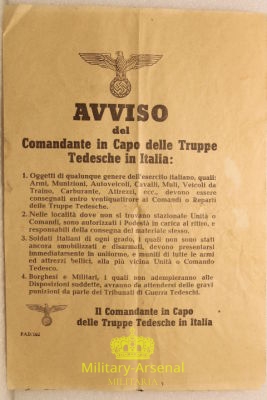 AVVISO
del
Comandante in Capo delle Truppe
Tedesche in Italia:
1. Oggetti di qualunque genere dell'esercito italiano, quali:
Armi, Munizioni, Autoveicoli, Cavalli, Muli, Veicoli da
Traino, Carburante, Attrezzi, ecc., devono essere
consegnati entro ventiquattrore ai Comandi o Reparti
delle Truppe Tedesche.
2. Nelle località dove non si trovano stazionate Unità o
Comandi, sono autorizzati i Podestà in carica al ritiro, e
responsabili della consegna del materiale stesso.
3. Soldati Italiani di ogni grado, i quali non sono stati
ancora smobilizzati e disarmati, devono presentarsi
immediatamente in uniforme, e muniti di tutte le armi
ed attrezzi bellici, alla più vicina Unità o Comando
Tedesco.
4. Borghesi e Militari, i quali non adempieranno alle
Disposizioni suddette, avranno da attendersi delle gravi
punizioni da parte dei Tribunali di Guerra Tedeschi.
Il Comandante in Capo
delle Truppe Tedesche in Italia
Military-Arsenal
MILITARIA